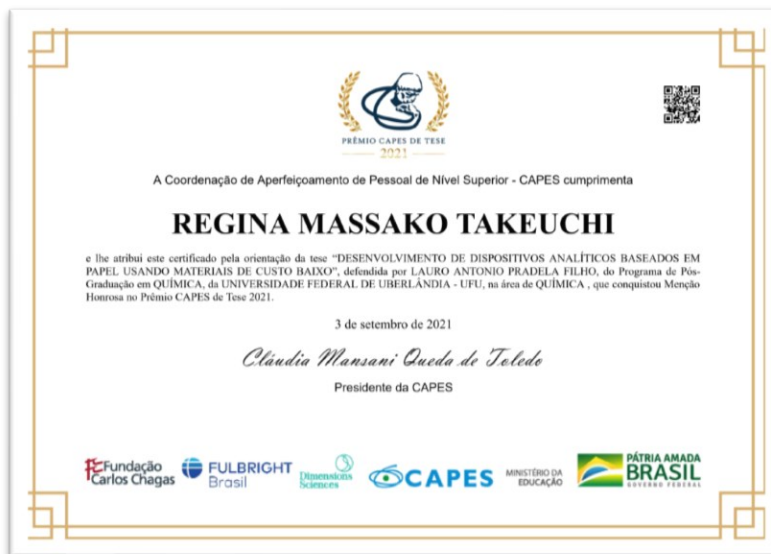 PRÊMIO CAPES DE TESE
2021
A Coordenação de Aperfeiçoamento de Pessoal de Nível Superior - CAPES cumprimenta
REGINA MASSAKO TAKEUCHI
e lhe atribui este certificado pela orientação da tese “DESENVOLVIMENTO DE DISPOSITIVOS ANALÍTICOS BASEADOS EM
PAPEL USANDO MATERIAIS DE CUSTO BAIXO”, defendida por LAURO ANTONIO PRADELA FILHO, do Programa de Pós-
Graduação em QUÍMICA, da UNIVERSIDADE FEDERAL DE UBERLÂNDIA - UFU, na área de QUÍMICA , que conquistou Menção
Honrosa no Prêmio CAPES de Tese 2021.
3 de setembro de 2021
Cláudia Mansani Queda de Toledo
Presidente da CAPES
FCC Fundação
Carlos Chagas
FULBRIGHT
Brasil
Dimensions
Sciences
CAPES
MINISTÉRIO DA
EDUCAÇÃO
PÁTRIA AMADA
BRASIL
GOVERNO FEDERAL